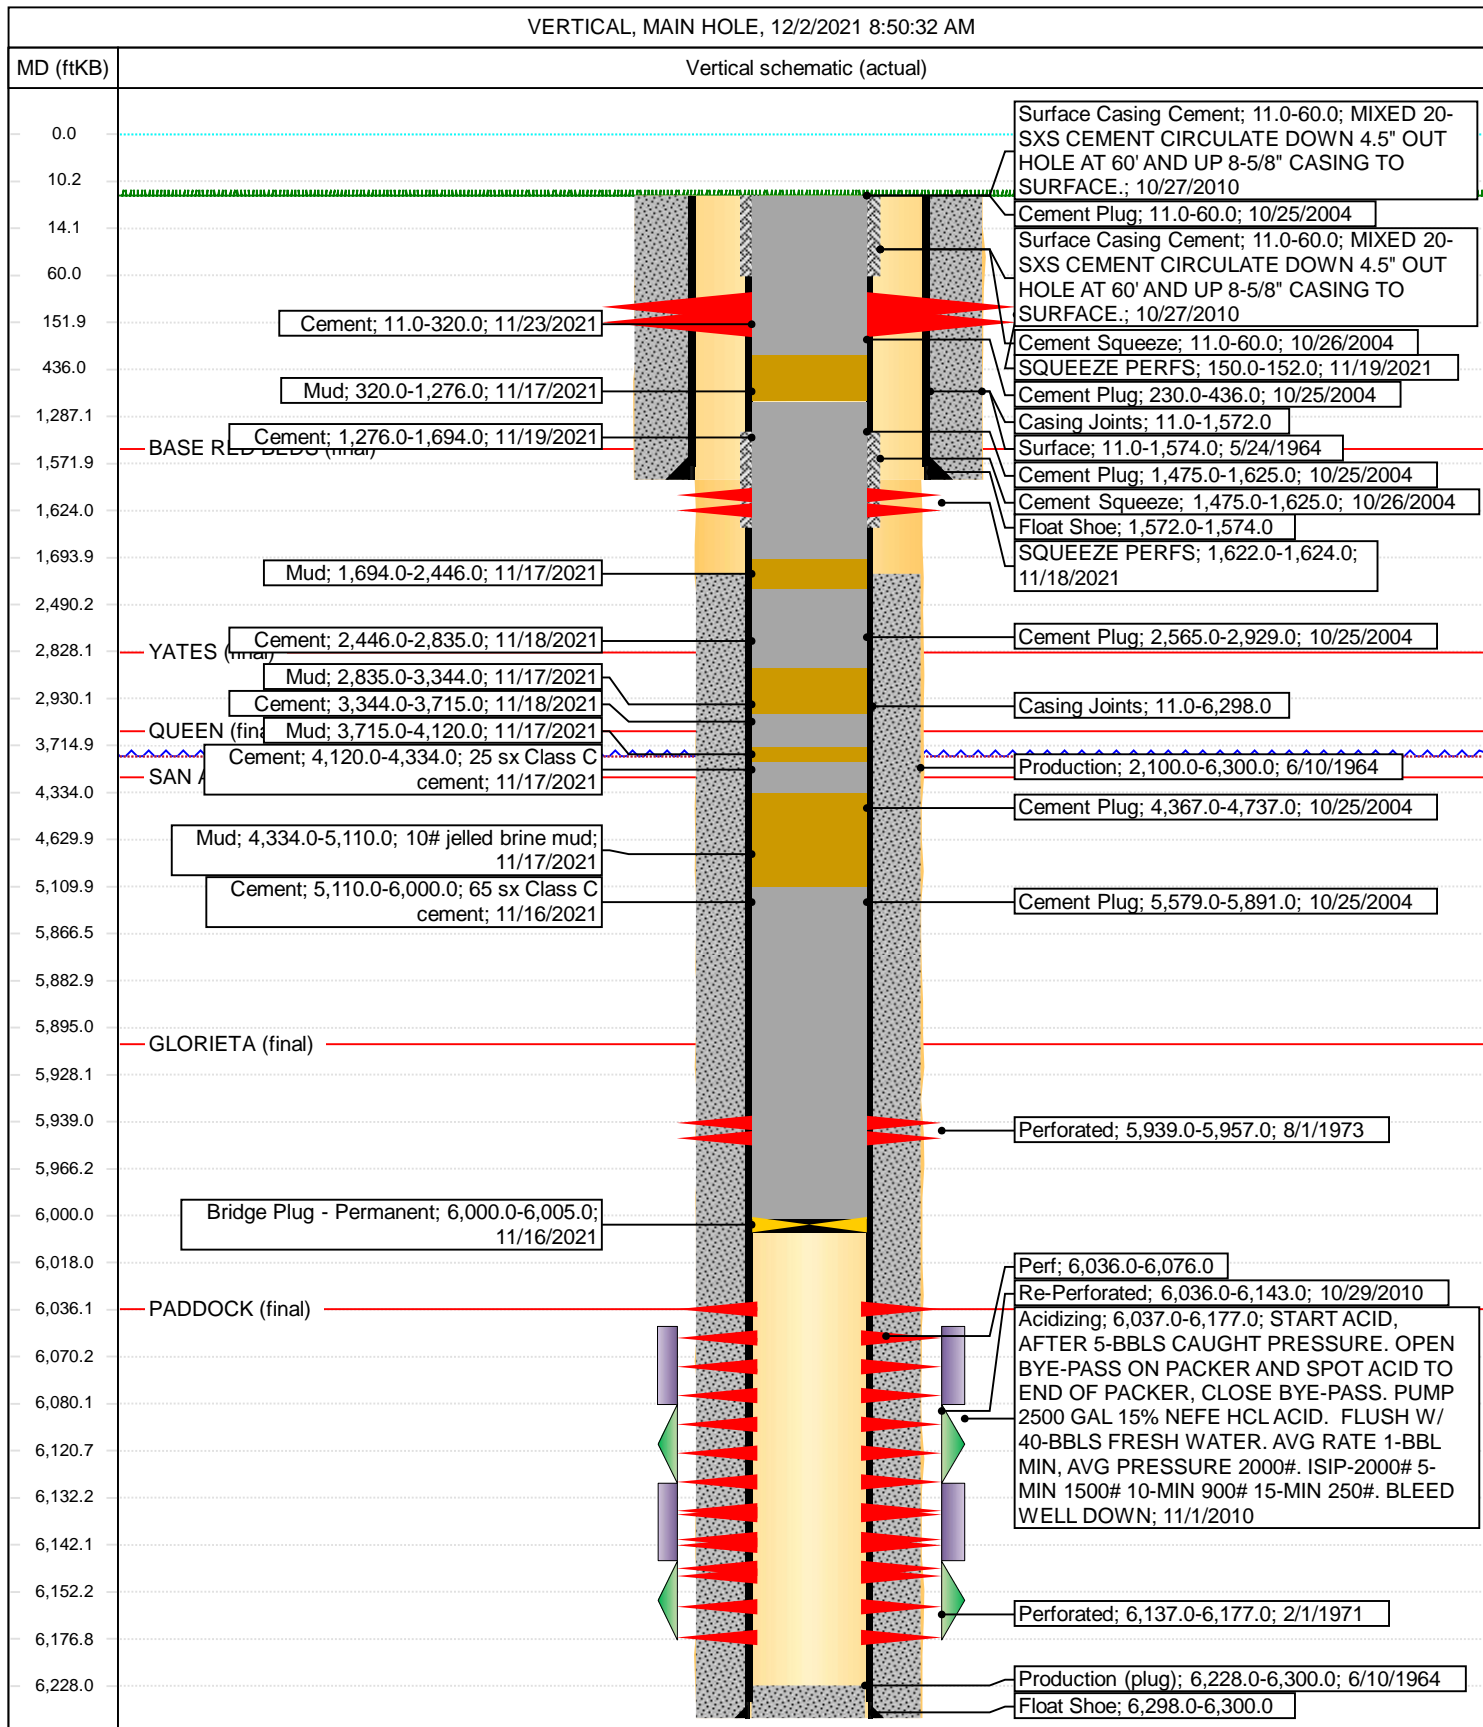 VERTICAL, MAIN HOLE, 12/2/2021 8:50:32 AM
MD (ftKB)
Vertical schematic (actual)
0.0
10.2
14.1
60.0
151.9
436.0
1,287.1
1,571.9
1,624.0
1,693.9
2,490.2
2,828.1
2,930.1
3,714.9
4,334.0
4,629.9
5,109.9
5,866.5
5,882.9
5,895.0
5,928.1
5,939.0
5,966.2
6,000.0
6,018.0
6,036.1
6,070.2
6,080.1
6,120.7
6,132.2
6,142.1
6,152.2
6,176.8
6,228.0
Cement; 11.0-320.0; 11/23/2021
Mud; 320.0-1,276.0; 11/17/2021
Cement; 1,276.0-1,694.0; 11/19/2021
BASE RED BEDS (final)
Mud; 1,694.0-2,446.0; 11/17/2021
Cement; 2,446.0-2,835.0; 11/18/2021
YATES (final)
Mud; 2,835.0-3,344.0; 11/17/2021
Cement; 3,344.0-3,715.0; 11/18/2021
QUEEN (fina
Mud; 3,715.0-4,120.0; 11/17/2021
Cement; 4,120.0-4,334.0; 25 sx Class C
cement; 11/17/2021
SAN A
Mud; 4,334.0-5,110.0; 10# jelled brine mud;
11/17/2021
Cement; 5,110.0-6,000.0; 65 sx Class C
cement; 11/16/2021
GLORIETA (final)
Bridge Plug - Permanent; 6,000.0-6,005.0;
11/16/2021
PADDOCK (final)
Surface Casing Cement; 11.0-60.0; MIXED 20-
SXS CEMENT CIRCULATE DOWN 4.5" OUT
HOLE AT 60' AND UP 8-5/8" CASING TO
SURFACE.; 10/27/2010
Cement Plug; 11.0-60.0; 10/25/2004
Surface Casing Cement; 11.0-60.0; MIXED 20-
SXS CEMENT CIRCULATE DOWN 4.5" OUT
HOLE AT 60' AND UP 8-5/8" CASING TO
SURFACE.; 10/27/2010
Cement Squeeze; 11.0-60.0; 10/26/2004
SQUEEZE PERFS; 150.0-152.0; 11/19/2021
Cement Plug; 230.0-436.0; 10/25/2004
Casing Joints; 11.0-1,572.0
Surface; 11.0-1,574.0; 5/24/1964
Cement Plug; 1,475.0-1,625.0; 10/25/2004
Cement Squeeze; 1,475.0-1,625.0; 10/26/2004
Float Shoe; 1,572.0-1,574.0
SQUEEZE PERFS; 1,622.0-1,624.0;
11/18/2021
Cement Plug; 2,565.0-2,929.0; 10/25/2004
Casing Joints; 11.0-6,298.0
Production; 2,100.0-6,300.0; 6/10/1964
Cement Plug; 4,367.0-4,737.0; 10/25/2004
Cement Plug; 5,579.0-5,891.0; 10/25/2004
Perforated; 5,939.0-5,957.0; 8/1/1973
Perf; 6,036.0-6,076.0
Re-Perforated; 6,036.0-6,143.0; 10/29/2010
Acidizing; 6,037.0-6,177.0; START ACID,
AFTER 5-BBLS CAUGHT PRESSURE. OPEN
BYE-PASS ON PACKER AND SPOT ACID TO
END OF PACKER, CLOSE BYE-PASS. PUMP
2500 GAL 15% NEFE HCL ACID. FLUSH W/
40-BBLS FRESH WATER. AVG RATE 1-BBL
MIN, AVG PRESSURE 2000#. ISIP-2000# 5-
MIN 1500# 10-MIN 900# 15-MIN 250#. BLEED
WELL DOWN; 11/1/2010
Perforated; 6,137.0-6,177.0; 2/1/1971
Production (plug); 6,228.0-6,300.0; 6/10/1964
Float Shoe; 6,298.0-6,300.0